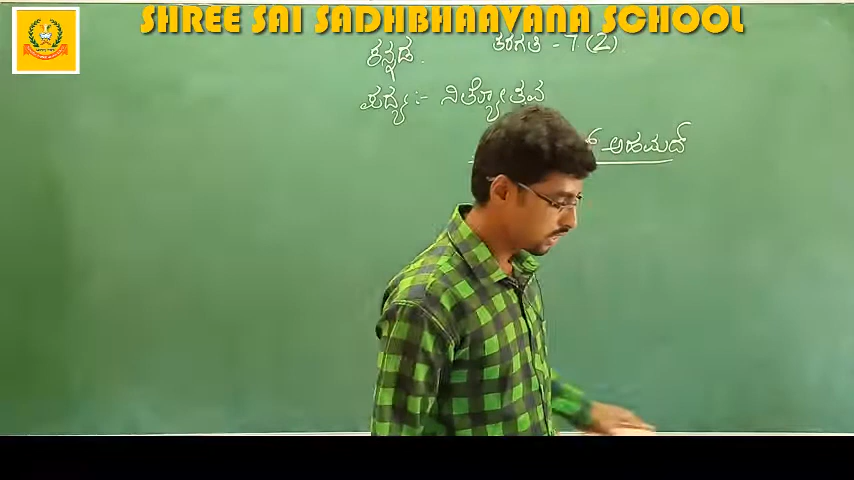 SHREE SAI SADHBHAAVANA SCHOOL
ಕನ್ನಡ. ತರಗತಿ - 7 (2)
ಪದ್ಯ :- ನಿತ್ಯೋತ್ಸವ
ಅಹಮದ್